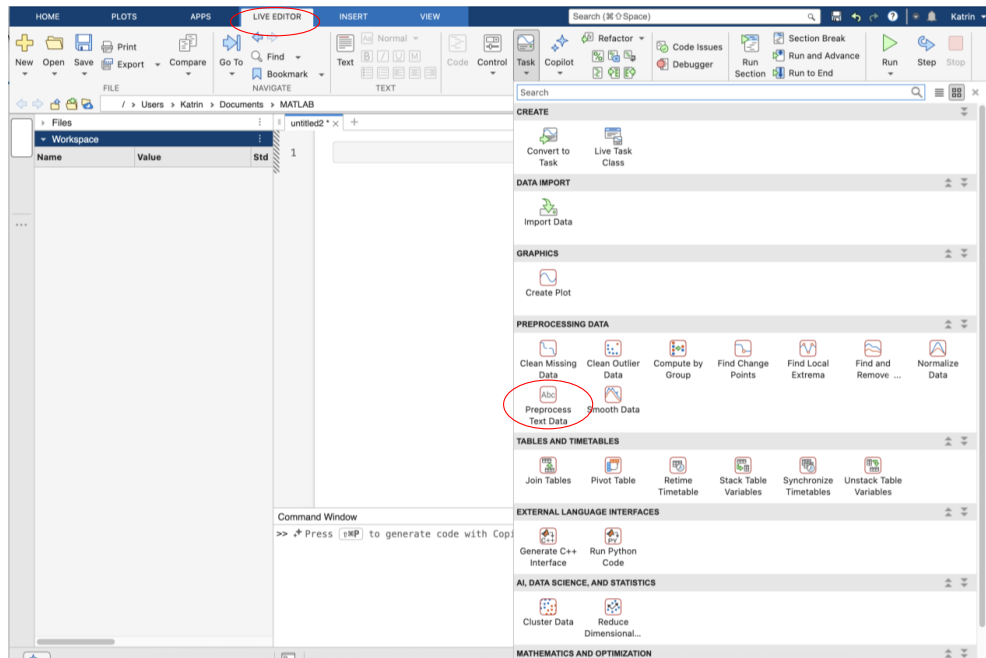 HOME PLOTS APPS LIVE EDITOR INSERT VIEW Search (⌘⇧Space) Katrin
New Open Save Print Export Compare Go To Find Bookmark Text Aa Normal B I U M Code Control Task Copilot Refactor Code Issues Debugger Run Section Section Break Run and Advance Run to End Run Step Stop
FILE NAVIGATE TEXT
/ › Users › Katrin › Documents › MATLAB
Files
Workspace
Name Value Std
untitled2 * × +
1
Command Window
>> Press ⇧⌘P to generate code with Copi
Search
CREATE
Convert to Task
Live Task Class
DATA IMPORT
Import Data
GRAPHICS
Create Plot
PREPROCESSING DATA
Clean Missing Data
Clean Outlier Data
Compute by Group
Find Change Points
Find Local Extrema
Find and Remove ...
Normalize Data
Abc
Preprocess Text Data
Smooth Data
TABLES AND TIMETABLES
Join Tables
Pivot Table
Retime Timetable
Stack Table Variables
Synchronize Timetables
Unstack Table Variables
EXTERNAL LANGUAGE INTERFACES
C++
Generate C++ Interface
PY
Run Python Code
AI, DATA SCIENCE, AND STATISTICS
Cluster Data
Reduce Dimensional...
MATHEMATICS AND OPTIMIZATION